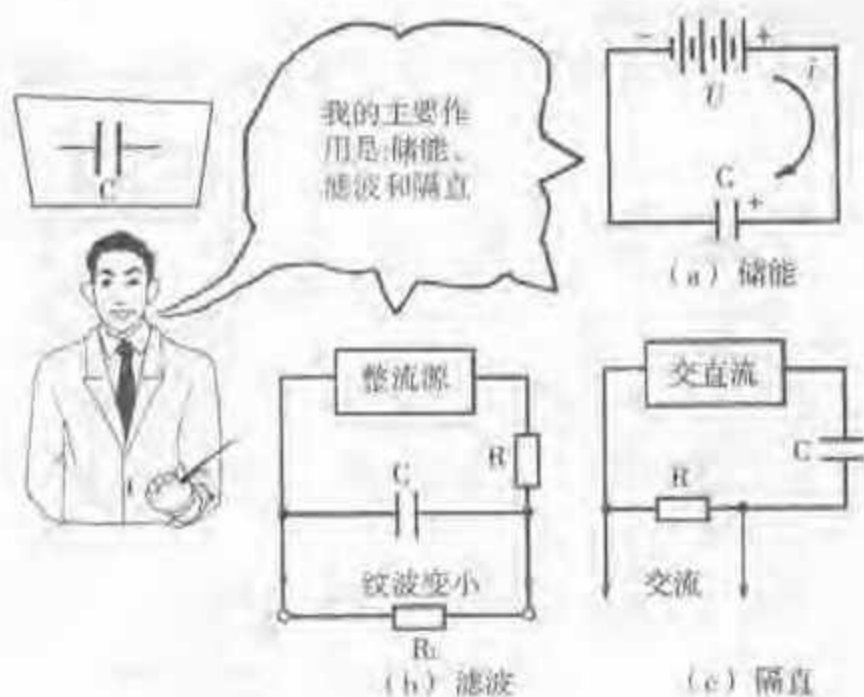 C
我的主要作
用是:储能、
滤波和隔直
- +
U
i
C
+
(a) 储能
整流源
R
C
纹波变小
R
(b) 滤波
交直流
C
R
交流
(c) 隔直